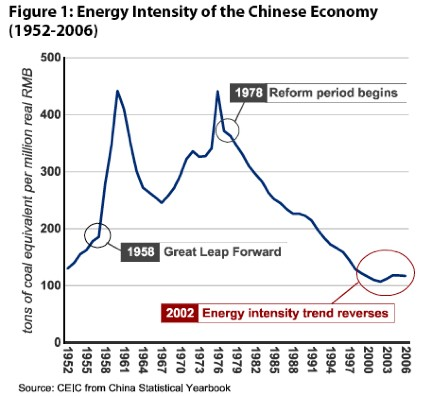 Figure 1: Energy Intensity of the Chinese Economy
(1952-2006)
tons of coal equivalent per million real RMB
500
400
300
200
100
0
1978 Reform period begins
1958 Great Leap Forward
2002 Energy intensity trend reverses
1952 1955 1958 1961 1964 1967 1970 1973 1976 1979 1982 1985 1988 1991 1994 1997 2000 2003 2006
Source: CEIC from China Statistical Yearbook